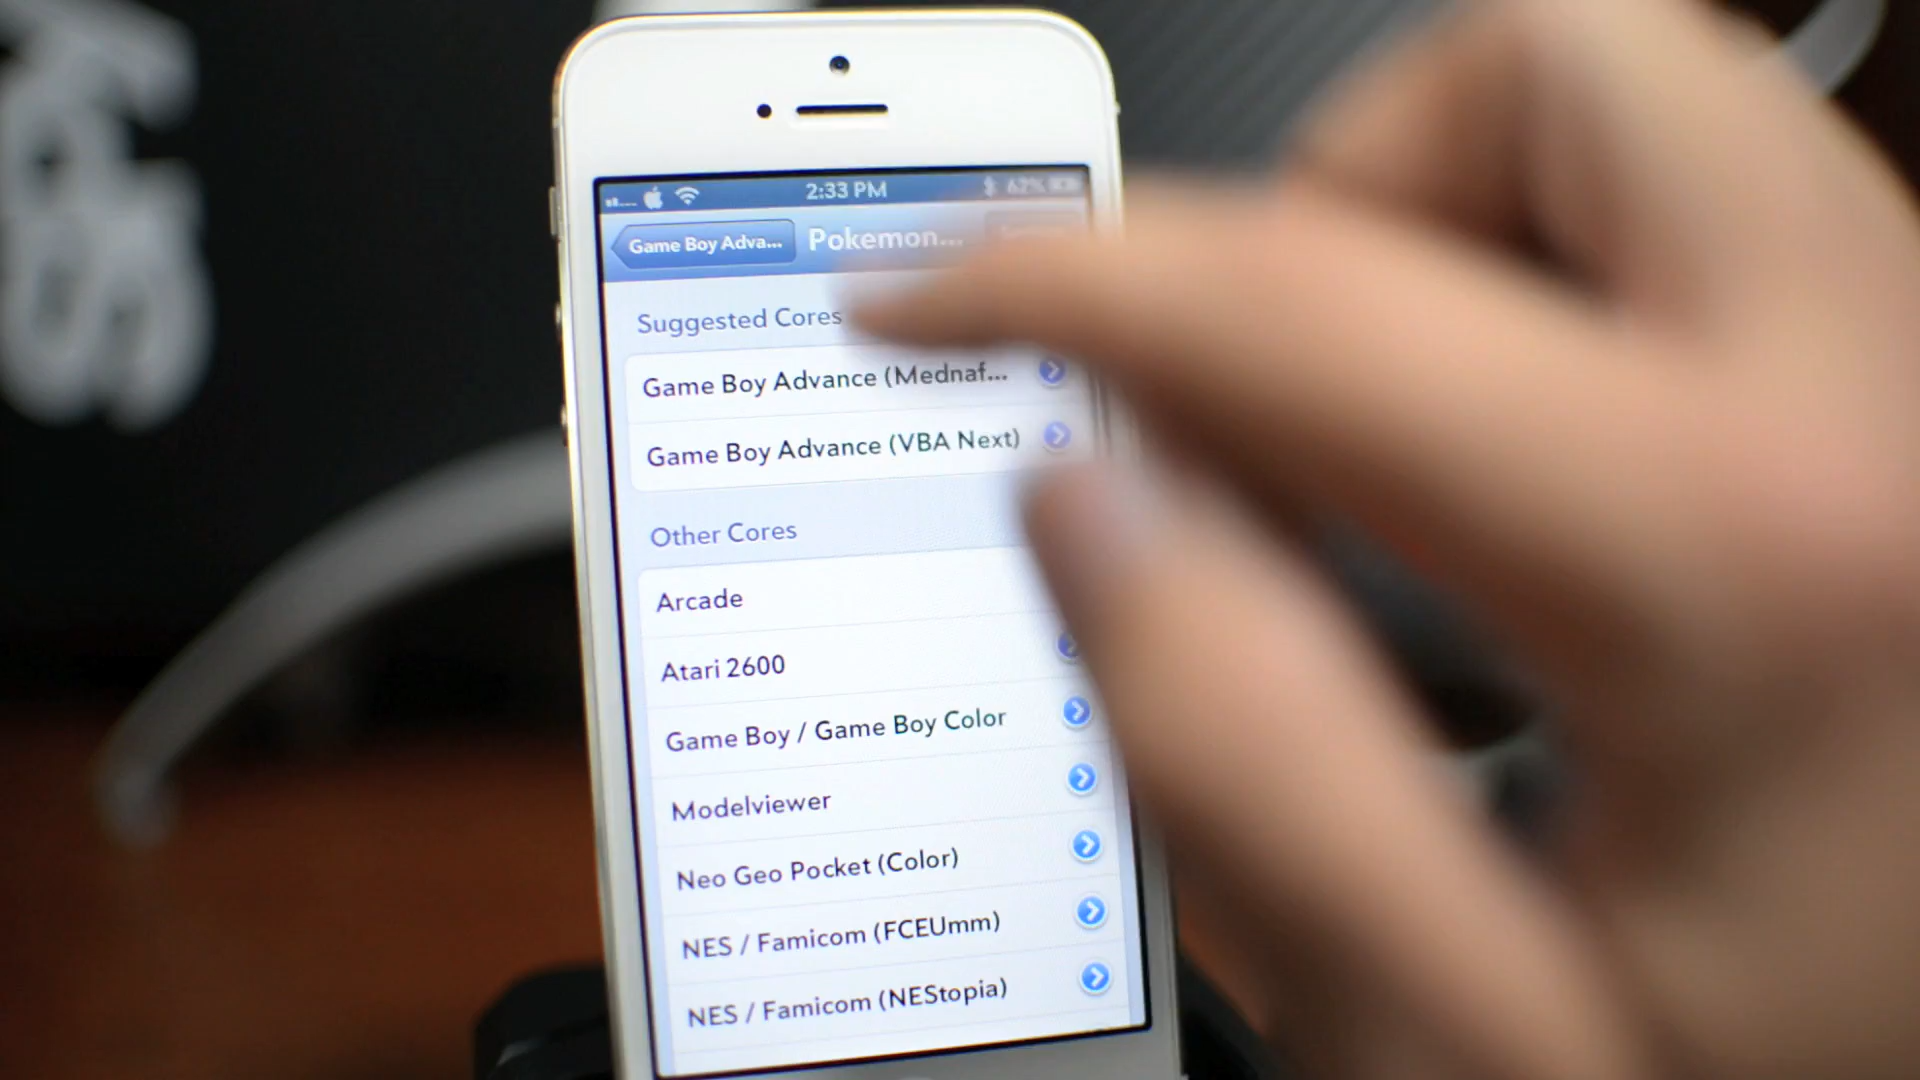 2:33 PM
62%
Game Boy Adva...
Pokemon...
Suggested Cores
Game Boy Advance (Mednaf...
Game Boy Advance (VBA Next)
Other Cores
Arcade
Atari 2600
Game Boy / Game Boy Color
Modelviewer
Neo Geo Pocket (Color)
NES / Famicom (FCEUmm)
NES / Famicom (NEStopia)